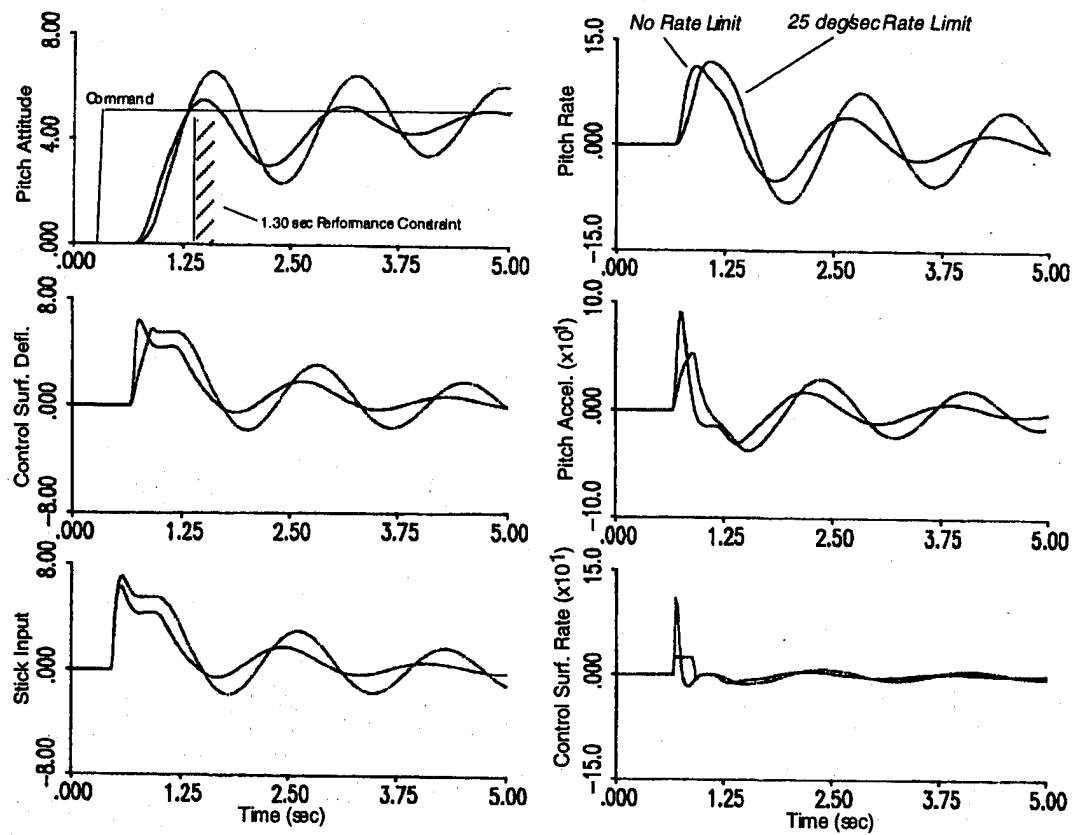 No Rate Limit
25 deg/sec Rate Limit
8.00
4.00
.000
Pitch Attitude
Command
1.30 sec Performance Constraint
.000 1.25 2.50 3.75 5.00
15.0
.000
-15.0
Pitch Rate
.000 1.25 2.50 3.75 5.00
8.00
.000
-8.00
Control Surf. Defl.
.000 1.25 2.50 3.75 5.00
10.0
.000
-10.0
Pitch Accel. (x10¹)
.000 1.25 2.50 3.75 5.00
8.00
.000
-8.00
Stick Input
.000 1.25 2.50 3.75 5.00
Time (sec)
15.0
.000
-15.0
Control Surf. Rate (x10¹)
.000 1.25 2.50 3.75 5.00
Time (sec)